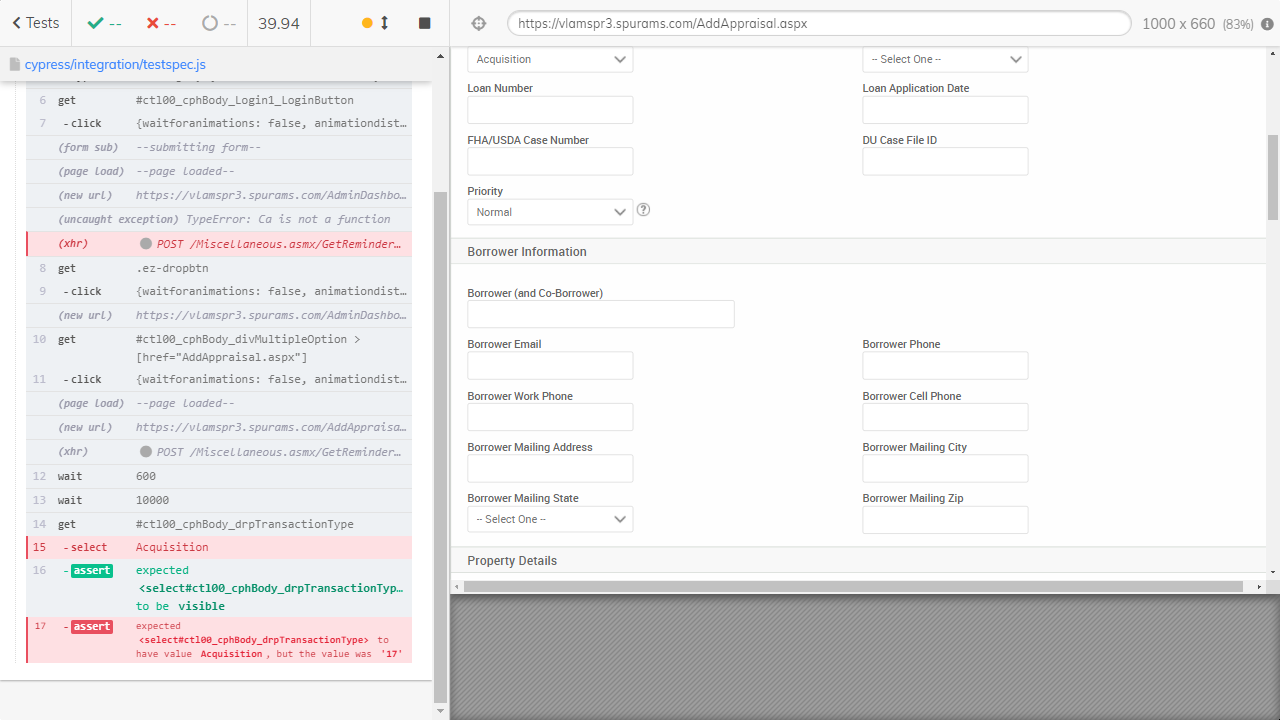 Tests
--
--
--
39.94
https://vlamspr3.spurams.com/AddAppraisal.aspx
1000 x 660 (83%)
cypress/integration/testspec.js
6 get #ctl00_cphBody_Login1_LoginButton
7 -click {waitforanimations: false, animationdist…
(form sub) --submitting form--
(page load) --page loaded--
(new url) https://vlamspr3.spurams.com/AdminDashbo…
(uncaught exception) TypeError: Ca is not a function
(xhr) POST /Miscellaneous.asmx/GetReminder…
8 get .ez-dropbtn
9 -click {waitforanimations: false, animationdist…
(new url) https://vlamspr3.spurams.com/AdminDashbo…
10 get #ctl00_cphBody_divMultipleOption >
[href="AddAppraisal.aspx"]
11 -click {waitforanimations: false, animationdist…
(page load) --page loaded--
(new url) https://vlamspr3.spurams.com/AddAppraisa…
(xhr) POST /Miscellaneous.asmx/GetReminder…
12 wait 600
13 wait 10000
14 get #ctl00_cphBody_drpTransactionType
15 -select Acquisition
16 -assert expected
<select#ctl00_cphBody_drpTransactionTyp…
to be visible
17 -assert expected
<select#ctl00_cphBody_drpTransactionType> to
have value Acquisition, but the value was '17'
Acquisition
-- Select One --
Loan Number
Loan Application Date
FHA/USDA Case Number
DU Case File ID
Priority
Normal
?
Borrower Information
Borrower (and Co-Borrower)
Borrower Email
Borrower Phone
Borrower Work Phone
Borrower Cell Phone
Borrower Mailing Address
Borrower Mailing City
Borrower Mailing State
Borrower Mailing Zip
-- Select One --
Property Details